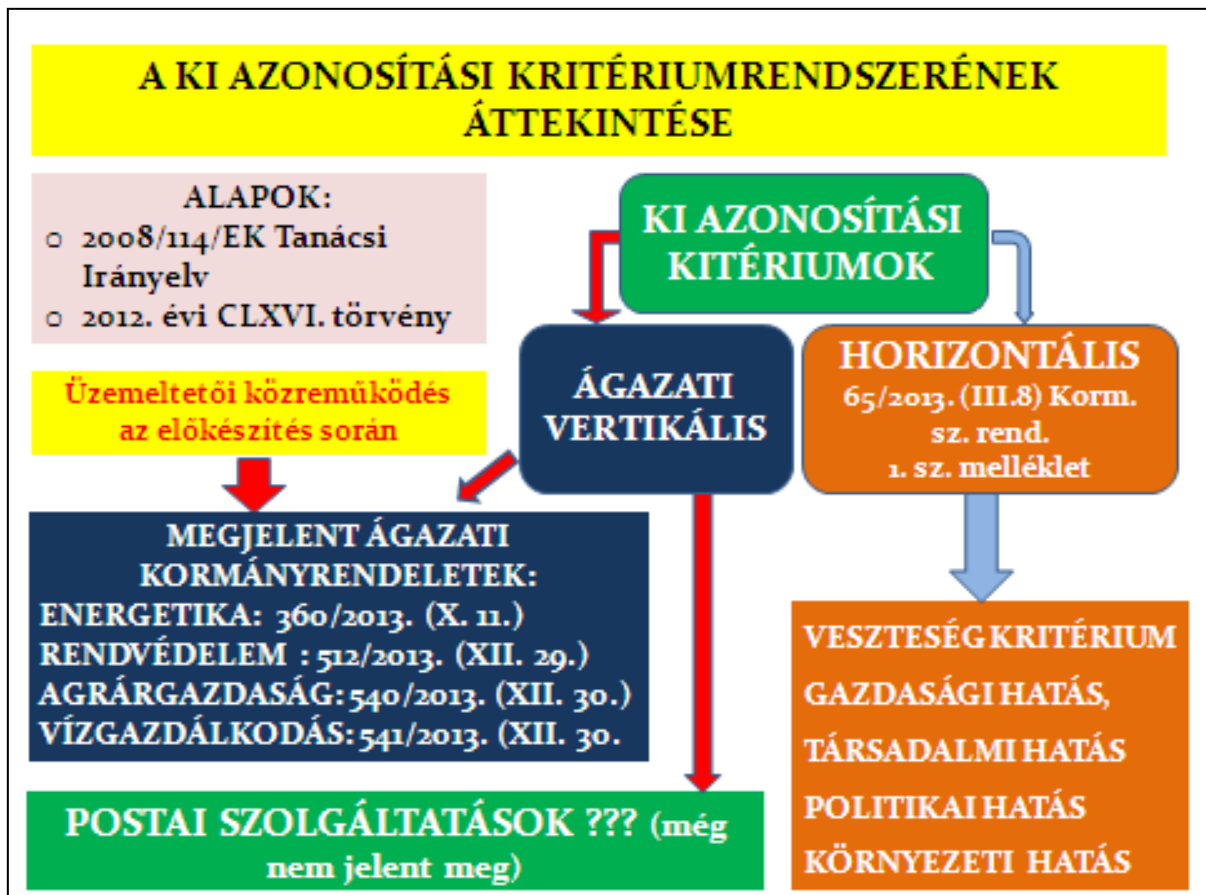 A KI AZONOSÍTÁSI KRITÉRIUMRENDSZERÉNEK
ÁTTEKINTÉSE
ALAPOK:
o 2008/114/EK Tanácsi
Irányelv
o 2012. évi CLXVI. törvény
Üzemeltetői közreműködés
az előkészítés során
KI AZONOSÍTÁSI
KITÉRIUMOK
ÁGAZATI
VERTIKÁLIS
HORIZONTÁLIS
65/2013. (III.8) Korm.
sz. rend.
1. sz. melléklet
MEGJELENT ÁGAZATI
KORMÁNYRENDELETEK:
ENERGETIKA: 360/2013. (X. 11.)
RENDVÉDELEM : 512/2013. (XII. 29.)
AGRÁRGAZDASÁG: 540/2013. (XII. 30.)
VÍZGAZDÁLKODÁS: 541/2013. (XII. 30.
POSTAI SZOLGÁLTATÁSOK ??? (még
nem jelent meg)
VESZTESÉG KRITÉRIUM
GAZDASÁGI HATÁS,
TÁRSADALMI HATÁS
POLITIKAI HATÁS
KÖRNYEZETI HATÁS